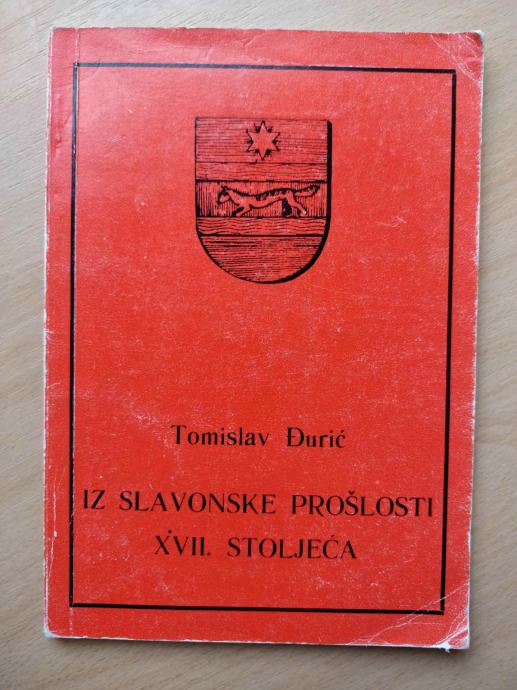 Tomislav Đurić
IZ SLAVONSKE PROŠLOSTI
XVII. STOLJEĆA